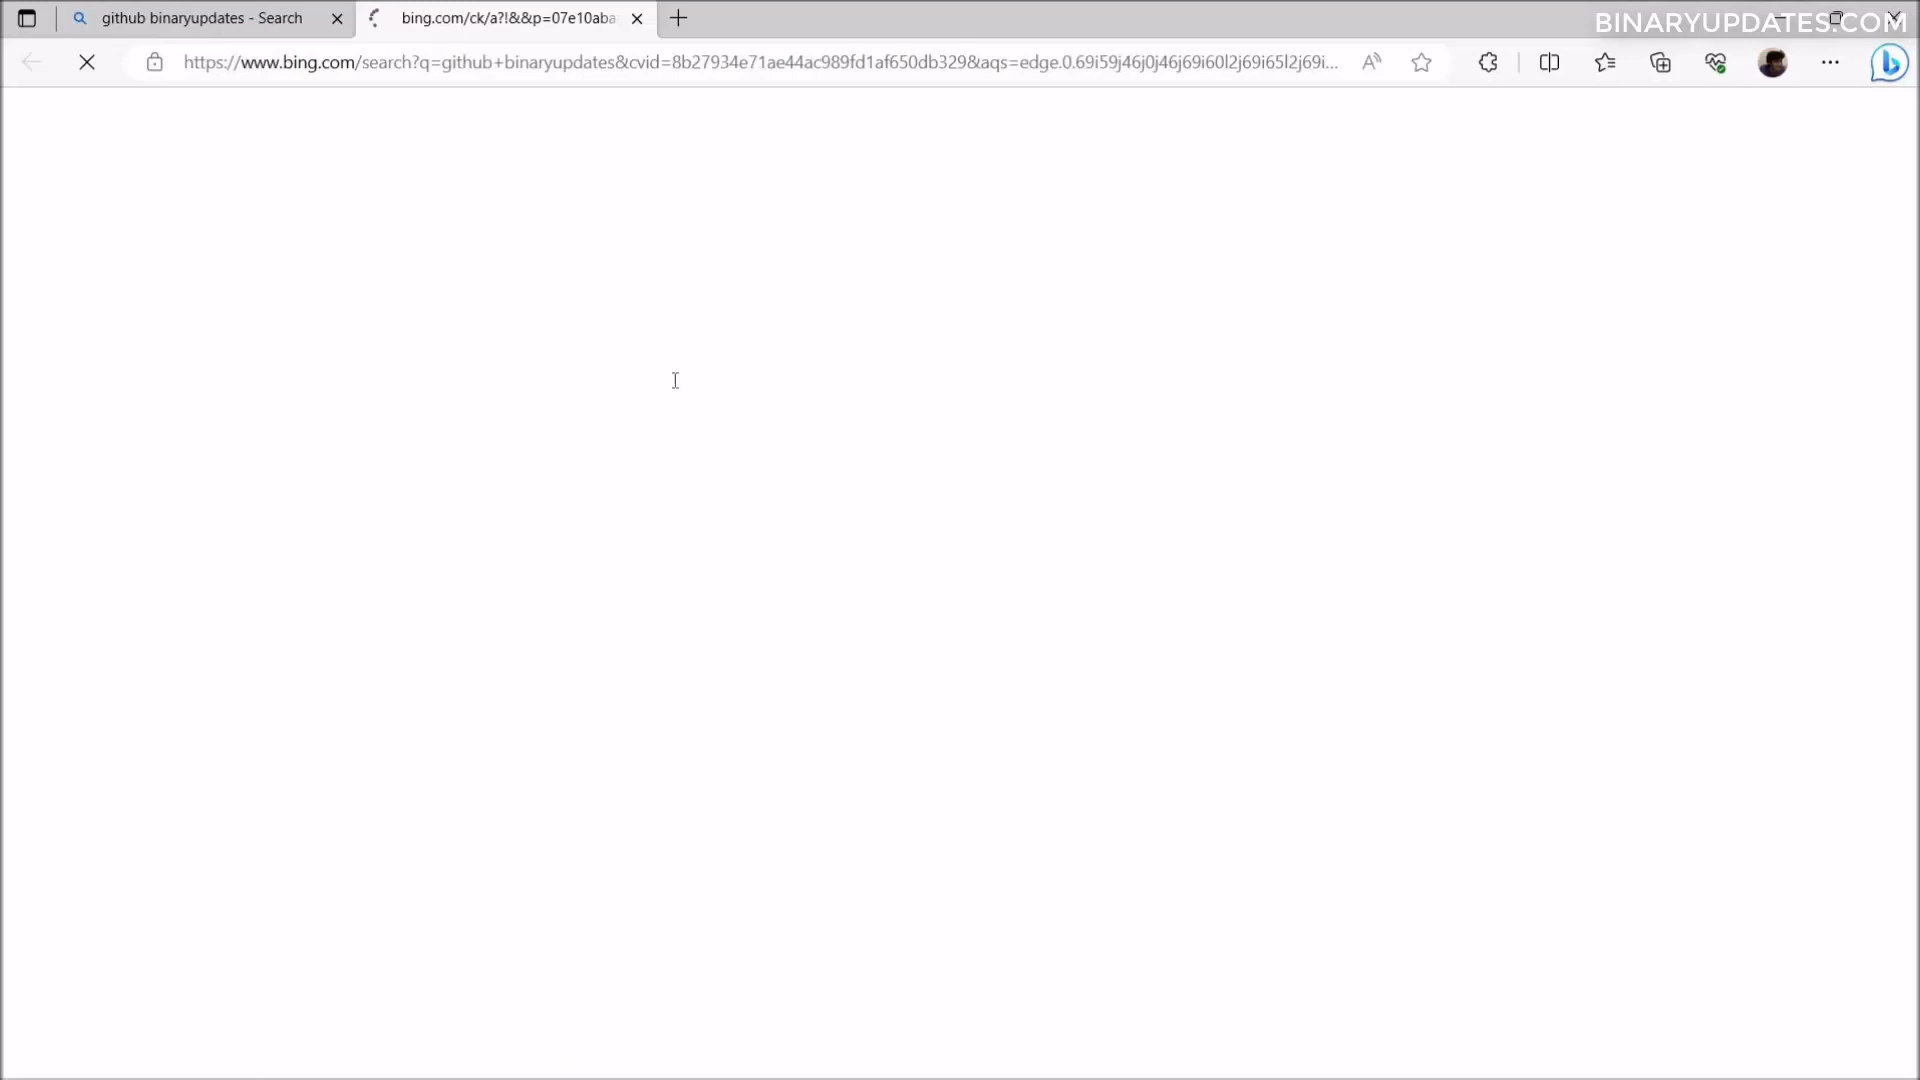 github binaryupdates - Search
bing.com/ck/a?!&&p=07e10aba
BINARYUPDATES.COM
https://www.bing.com/search?q=github+binaryupdates&cvid=8b27934e71ae44ac989fd1af650db329&aqs=edge.0.69i59j46j0j46j69i60l2j69i65l2j69i...